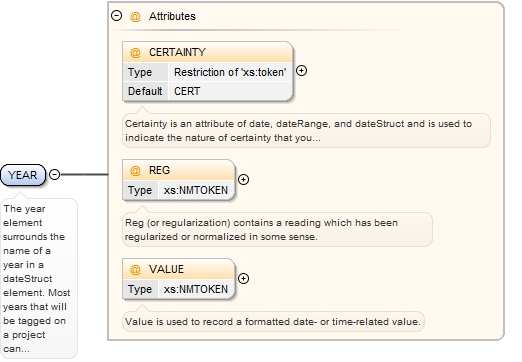 @ Attributes
@ CERTAINTY
Type Restriction of 'xs:token'
Default CERT
Certainty is an attribute of date, dateRange, and dateStruct and is used to
indicate the nature of certainty that you...
YEAR
@ REG
Type xs:NMTOKEN
The year
element
surrounds the
name of a
year in a
dateStruct
element. Most
years that will
be tagged on
a project
can...
Reg (or regularization) contains a reading which has been
regularized or normalized in some sense.
@ VALUE
Type xs:NMTOKEN
Value is used to record a formatted date- or time-related value.